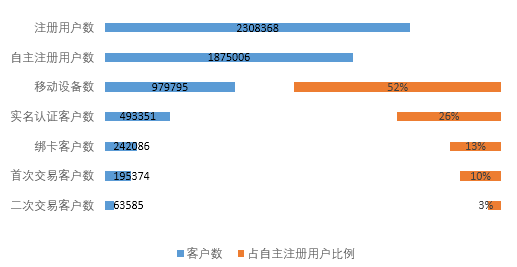 注册用户数 2308368
自主注册用户数 1875006
移动设备数 979795 52%
实名认证客户数 493351 26%
绑卡客户数 242086 13%
首次交易客户数 195374 10%
二次交易客户数 63585 3%
客户数 占自主注册用户比例